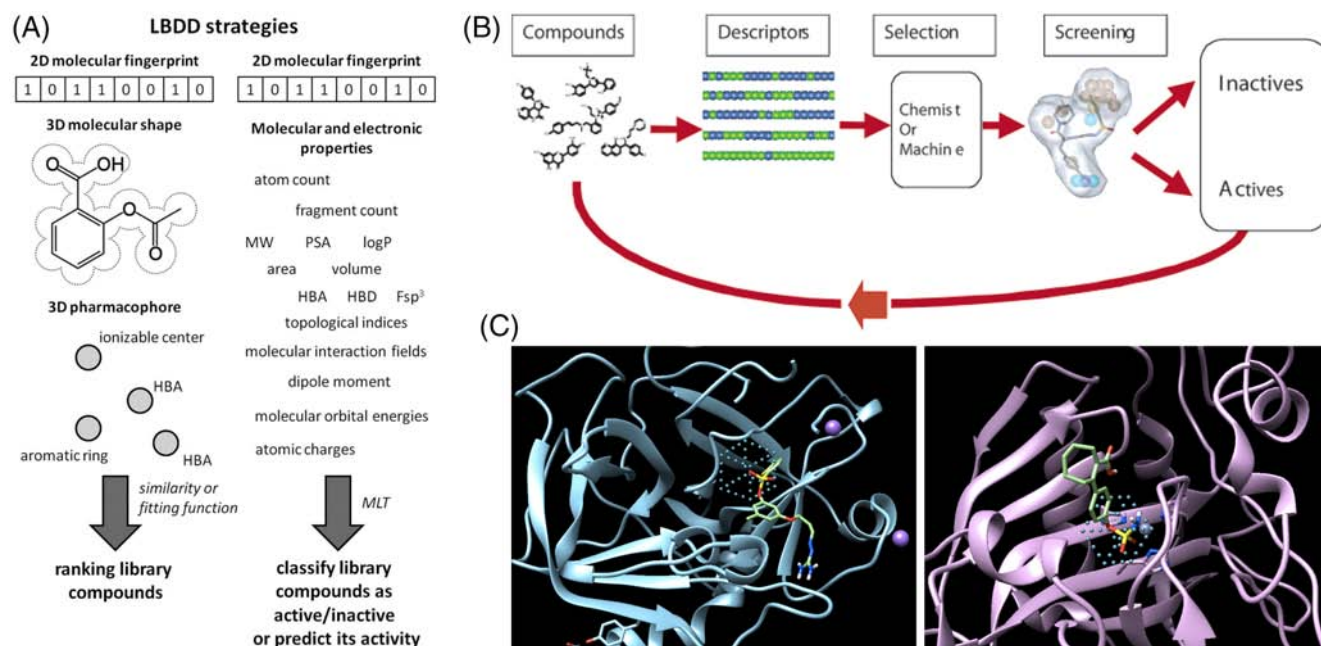 (A)
LBDD strategies
2D molecular fingerprint
1 0 1 1 0 0 1 0
3D molecular shape
O
OH
O
O
3D pharmacophore
ionizable center
HBA
aromatic ring
HBA
similarity or
fitting function
ranking library
compounds
2D molecular fingerprint
1 0 1 1 0 0 1 0
Molecular and electronic
properties
atom count
fragment count
MW PSA logP
area volume
HBA HBD Fsp³
topological indices
molecular interaction fields
dipole moment
molecular orbital energies
atomic charges
MLT
classify library
compounds as
active/inactive
or predict its activity
(B)
Compounds
Descriptors
Selection
Screening
Chemist
Or
Machine
Inactives
Actives
(C)